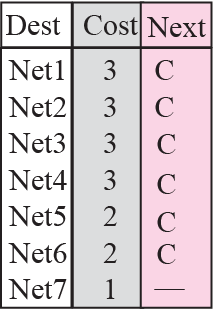 Dest Cost Next
Net1 3 C
Net2 3 C
Net3 3 C
Net4 3 C
Net5 2 C
Net6 2 C
Net7 1 —